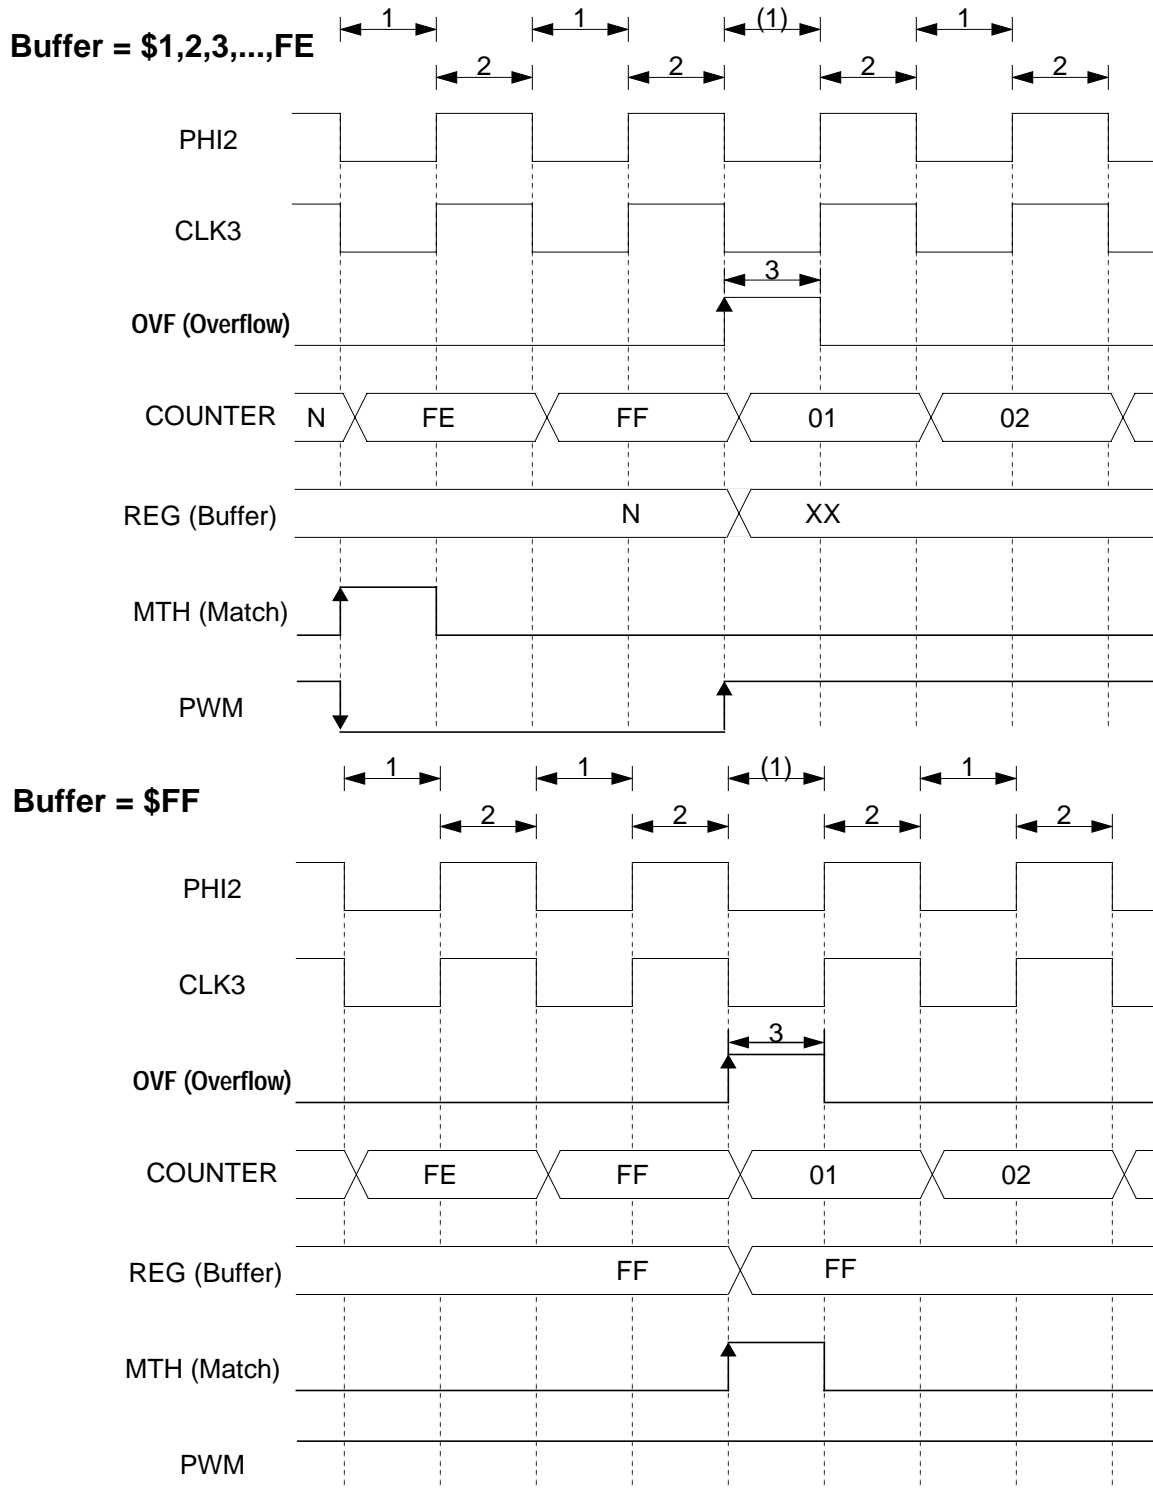 1 1 (1) 1
Buffer = $1,2,3,...,FE
2 2 2 2
PHI2
CLK3
3
OVF (Overflow)
COUNTER N FE FF 01 02
REG (Buffer) N XX
MTH (Match)
PWM
1 1 (1) 1
Buffer = $FF
2 2 2 2
PHI2
CLK3
3
OVF (Overflow)
COUNTER FE FF 01 02
REG (Buffer) FF FF
MTH (Match)
PWM